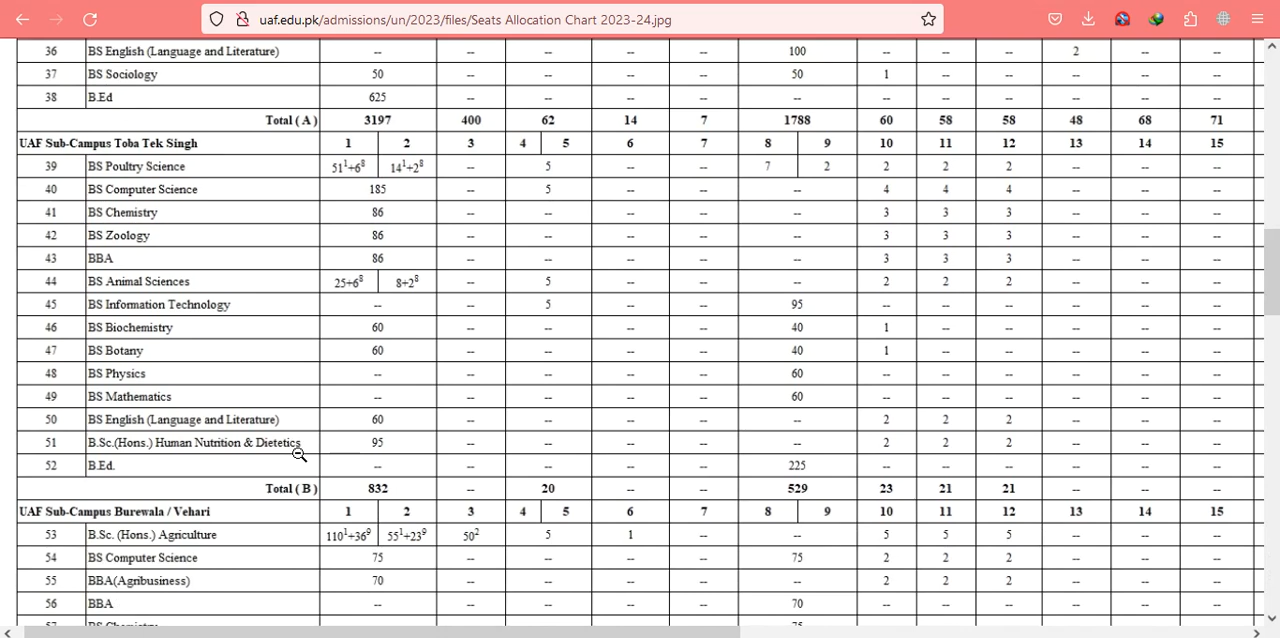 uaf.edu.pk/admissions/un/2023/files/Seats Allocation Chart 2023-24.jpg
36 BS English (Language and Literature) -- -- -- -- -- 100 -- -- -- 2 -- --
37 BS Sociology 50 -- -- -- -- 50 1 -- -- -- -- --
38 B.Ed 625 -- -- -- -- -- -- -- -- -- -- --
Total ( A ) 3197 400 62 14 7 1788 60 58 58 48 68 71
UAF Sub-Campus Toba Tek Singh 1 2 3 4 5 6 7 8 9 10 11 12 13 14 15
39 BS Poultry Science 51¹+6⁸ 14¹+2⁸ -- 5 -- -- 7 2 2 2 2 -- -- --
40 BS Computer Science 185 -- 5 -- -- -- 4 4 4 -- -- --
41 BS Chemistry 86 -- -- -- -- -- 3 3 3 -- -- --
42 BS Zoology 86 -- -- -- -- -- 3 3 3 -- -- --
43 BBA 86 -- -- -- -- -- 3 3 3 -- -- --
44 BS Animal Sciences 25+6⁸ 8+2⁸ -- 5 -- -- -- 2 2 2 -- -- --
45 BS Information Technology -- -- 5 -- -- 95 -- -- -- -- -- --
46 BS Biochemistry 60 -- -- -- -- 40 1 -- -- -- -- --
47 BS Botany 60 -- -- -- -- 40 1 -- -- -- -- --
48 BS Physics -- -- -- -- -- 60 -- -- -- -- -- --
49 BS Mathematics -- -- -- -- -- 60 -- -- -- -- -- --
50 BS English (Language and Literature) 60 -- -- -- -- -- 2 2 2 -- -- --
51 B.Sc.(Hons.) Human Nutrition & Dietetics 95 -- -- -- -- -- 2 2 2 -- -- --
52 B.Ed. -- -- -- -- -- 225 -- -- -- -- -- --
Total ( B ) 832 -- 20 -- -- 529 23 21 21 -- -- --
UAF Sub-Campus Burewala / Vehari 1 2 3 4 5 6 7 8 9 10 11 12 13 14 15
53 B.Sc. (Hons.) Agriculture 110¹+36⁹ 55¹+23⁹ 50² 5 1 -- -- 5 5 5 -- -- --
54 BS Computer Science 75 -- -- -- -- 75 2 2 2 -- -- --
55 BBA(Agribusiness) 70 -- -- -- -- -- 2 2 2 -- -- --
56 BBA -- -- -- -- -- 70 -- -- -- -- -- --
57 BS Chemistry 75